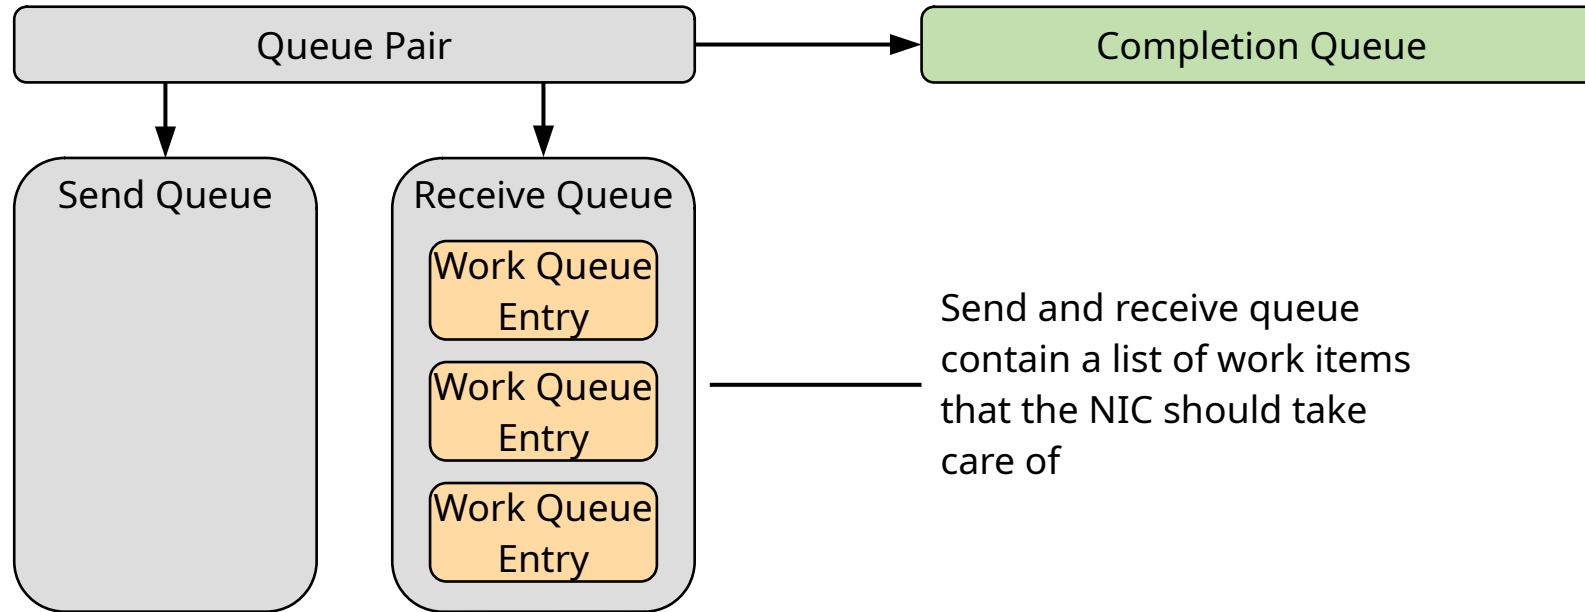 Queue Pair
Completion Queue
Send Queue
Receive Queue
Work Queue
Entry
Work Queue
Entry
Work Queue
Entry
Send and receive queue
contain a list of work items
that the NIC should take
care of